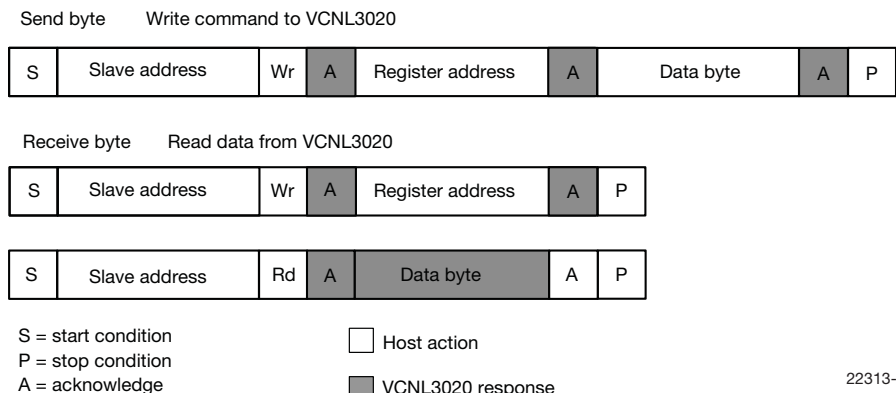 Send byte Write command to VCNL3020
S Slave address Wr A Register address A Data byte A P
Receive byte Read data from VCNL3020
S Slave address Wr A Register address A P
S Slave address Rd A Data byte A P
S = start condition
P = stop condition
A = acknowledge
Host action
VCNL3020 response
22313-